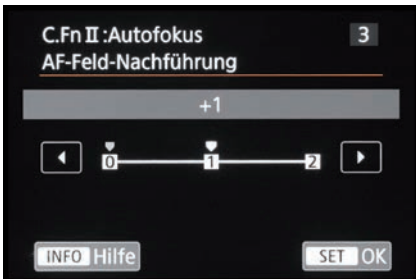 C.Fn II :Autofokus 3
AF-Feld-Nachführung
+1
0 1 2
INFO Hilfe SET OK